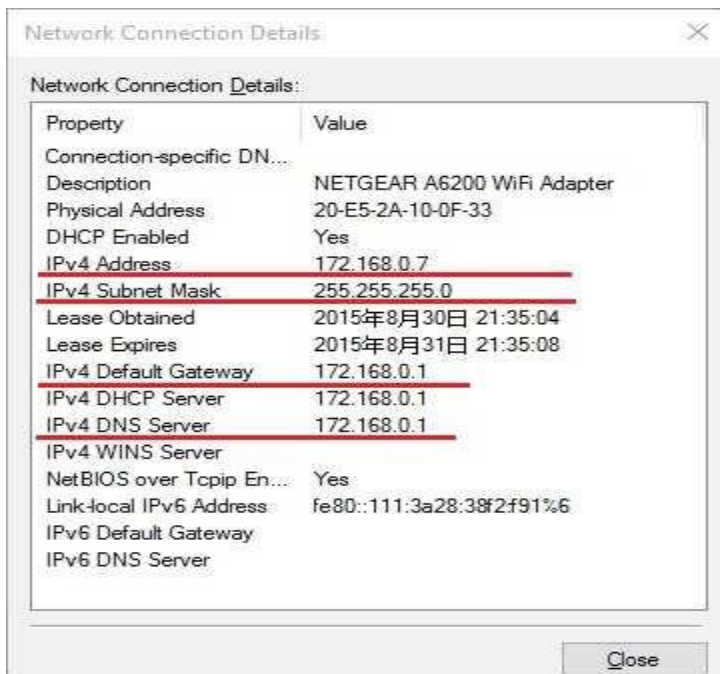 Network Connection Details
Network Connection Details:
Property Value
Connection-specific DN...
Description NETGEAR A6200 WiFi Adapter
Physical Address 20-E5-2A-10-0F-33
DHCP Enabled Yes
IPv4 Address 172.168.0.7
IPv4 Subnet Mask 255.255.255.0
Lease Obtained 2015年8月30日 21:35:04
Lease Expires 2015年8月31日 21:35:08
IPv4 Default Gateway 172.168.0.1
IPv4 DHCP Server 172.168.0.1
IPv4 DNS Server 172.168.0.1
IPv4 WINS Server
NetBIOS over Tcpip En... Yes
Link-local IPv6 Address fe80::111:3a28:38f2:f91%6
IPv6 Default Gateway
IPv6 DNS Server
Close